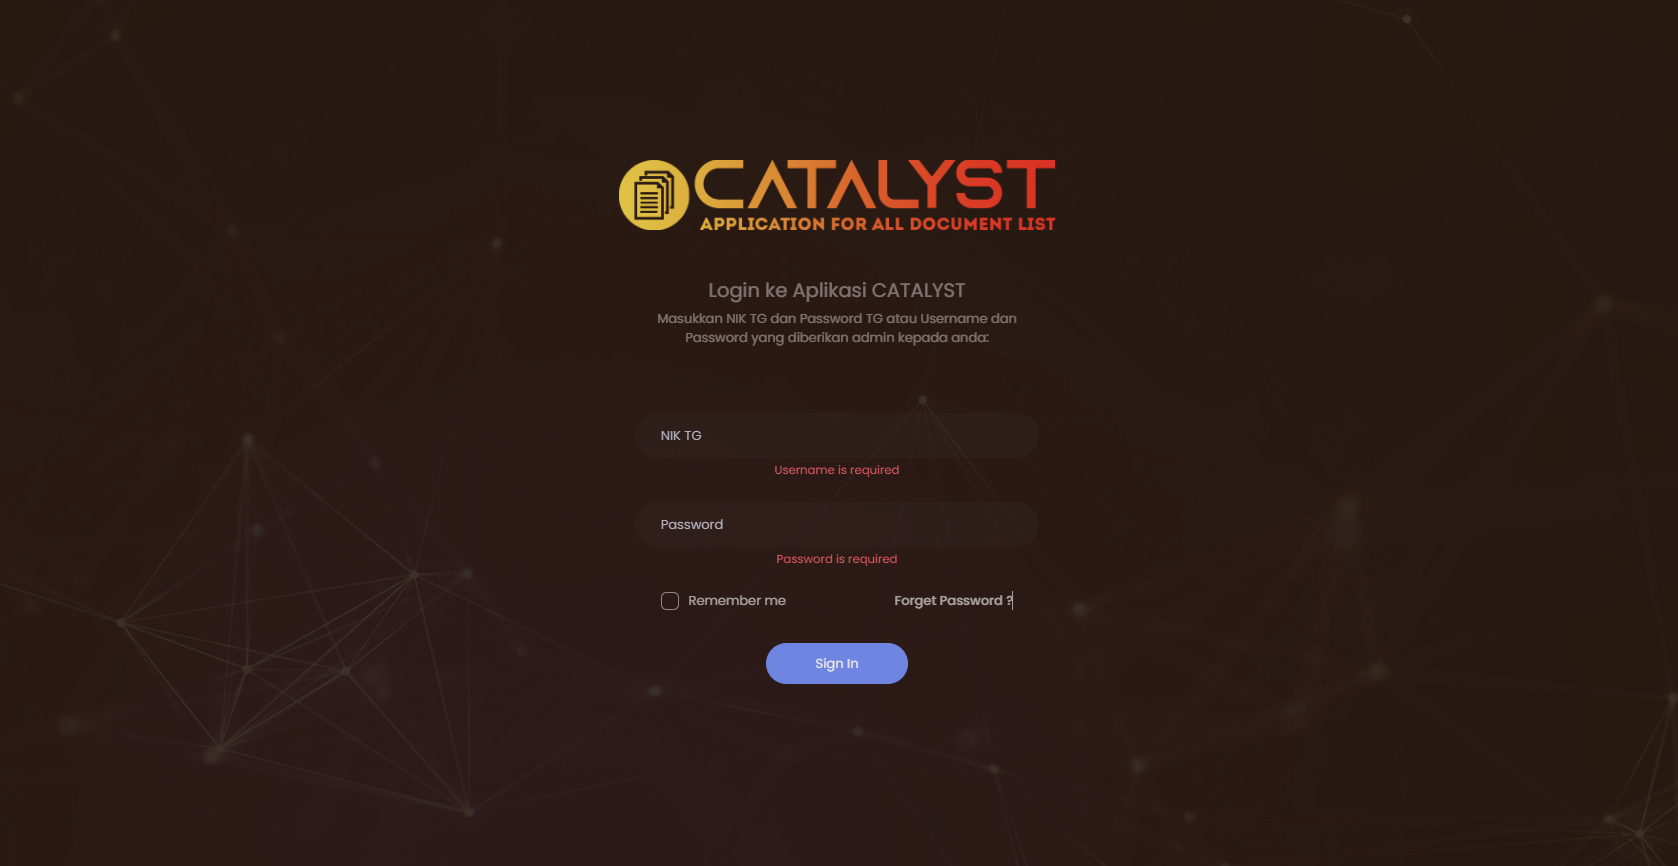 CATALYST
APPLICATION FOR ALL DOCUMENT LIST
Login ke Aplikasi CATALYST
Masukkan NIK TG dan Password TG atau Username dan
Password yang diberikan admin kepada anda:
NIK TG
Username is required
Password
Password is required
Remember me Forget Password ?
Sign In